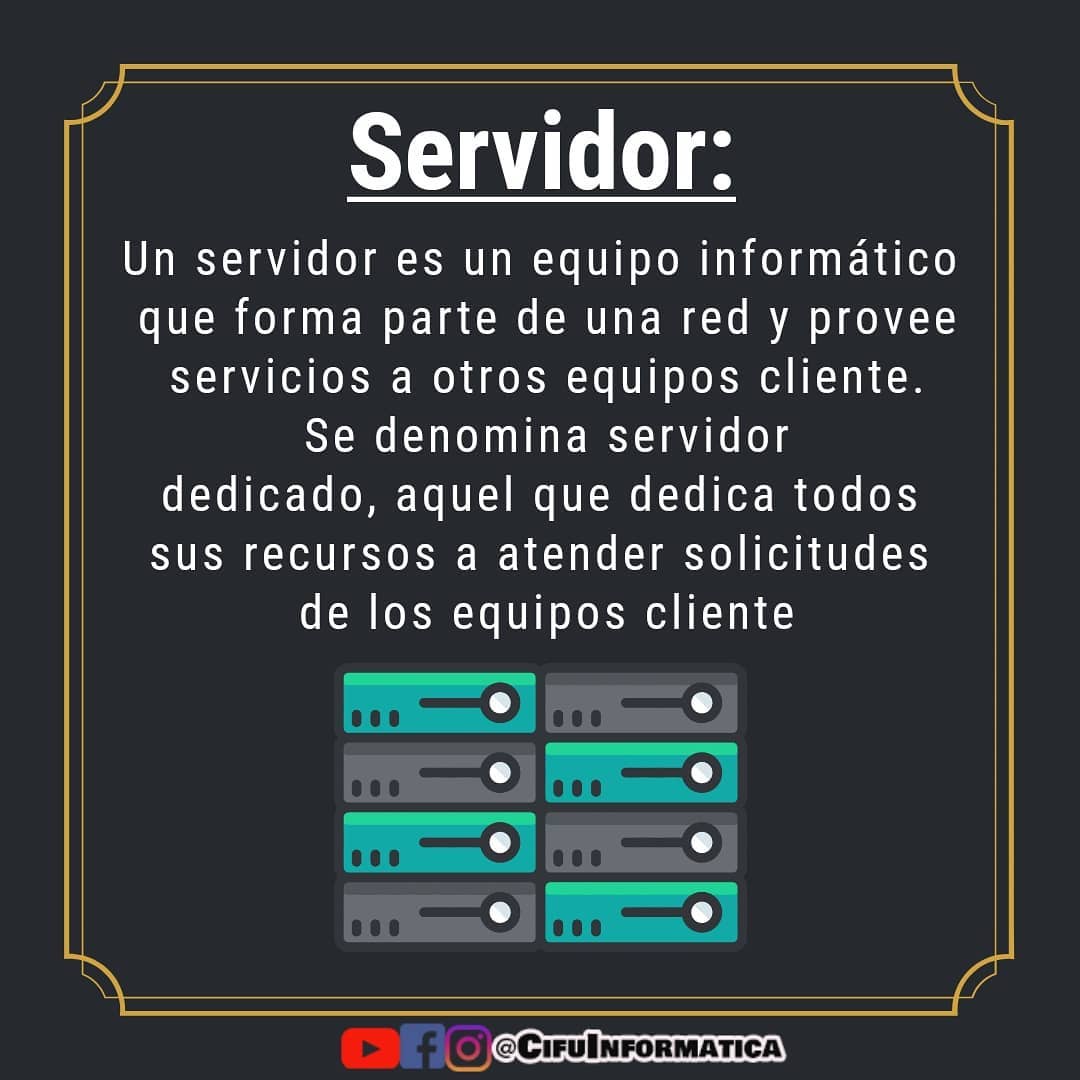 Servidor:
Un servidor es un equipo informático
que forma parte de una red y provee
servicios a otros equipos cliente.
Se denomina servidor
dedicado, aquel que dedica todos
sus recursos a atender solicitudes
de los equipos cliente
@CifuInformatica